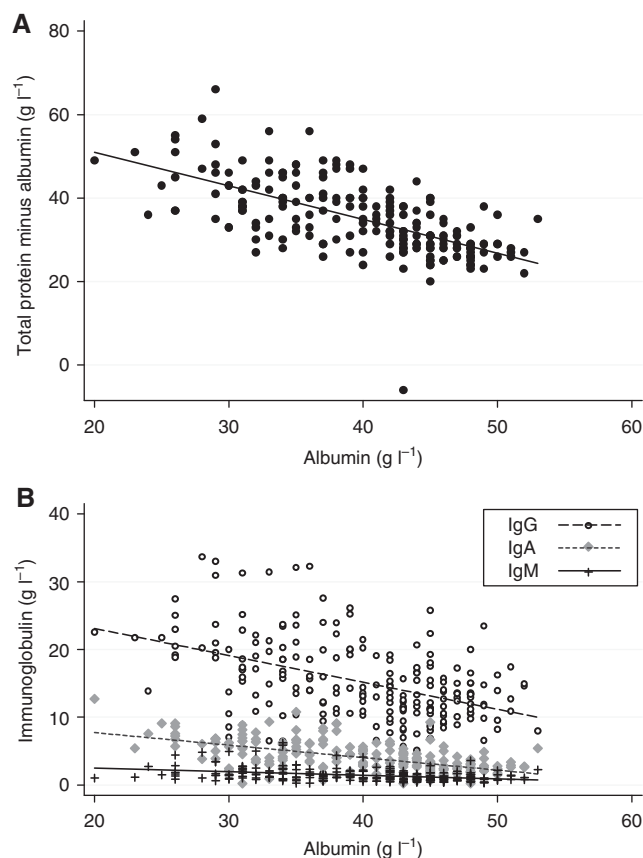 A
80
60
40
20
0
Total protein minus albumin (g l⁻¹)
20 30 40 50 60
Albumin (g l⁻¹)
B
40
30
20
10
0
Immunoglobulin (g l⁻¹)
IgG
IgA
IgM
20 30 40 50 60
Albumin (g l⁻¹)